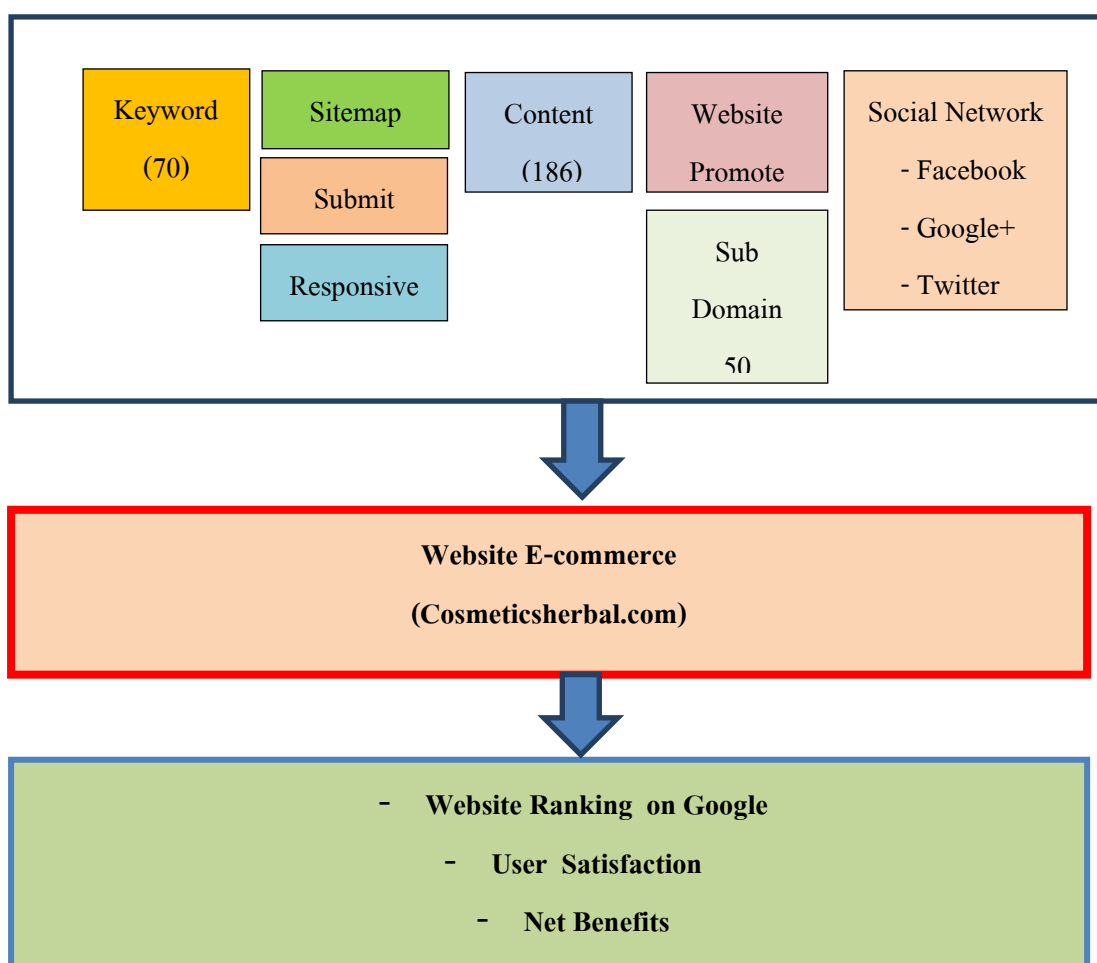 Keyword
(70)
Sitemap
Submit
Responsive
Content
(186)
Website
Promote
Sub
Domain
50
Social Network
- Facebook
- Google+
- Twitter
Website E-commerce
(Cosmeticsherbal.com)
- Website Ranking on Google
- User Satisfaction
- Net Benefits